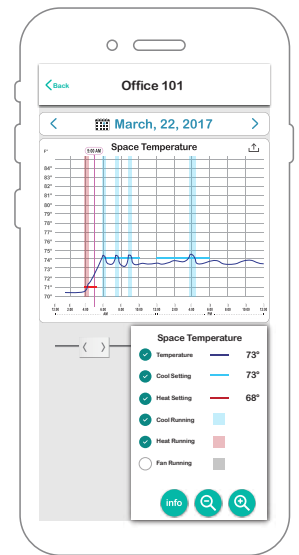 Back
Office 101
March, 22, 2017
Space Temperature
F°
9:00 AM
85°
84°
83°
82°
81°
80°
79°
78°
77°
76°
75°
74°
73°
72°
71°
70°
Space Temperature
Temperature 73°
Cool Setting 73°
Heat Setting 68°
Cool Running
Heat Running
Fan Running
info